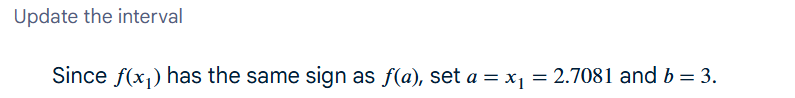 Update the interval
Since f(x₁) has the same sign as f(a), set a = x₁ = 2.7081 and b = 3.